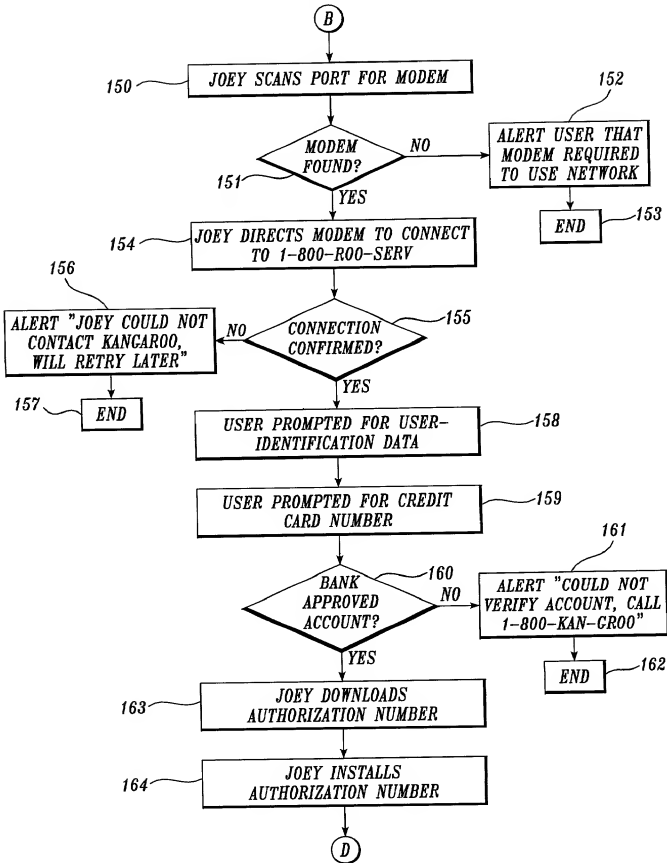 B
150
JOEY SCANS PORT FOR MODEM
152
MODEM
FOUND?
151
NO
YES
ALERT USER THAT
MODEM REQUIRED
TO USE NETWORK
END
153
154
JOEY DIRECTS MODEM TO CONNECT
TO 1-800-ROO-SERV
156
155
ALERT "JOEY COULD NOT
CONTACT KANGAROO,
WILL RETRY LATER"
NO
CONNECTION
CONFIRMED?
YES
157
END
USER PROMPTED FOR USER-
IDENTIFICATION DATA
158
USER PROMPTED FOR CREDIT
CARD NUMBER
159
160
161
BANK
APPROVED
ACCOUNT?
NO
YES
ALERT "COULD NOT
VERIFY ACCOUNT, CALL
1-800-KAN-GROO"
END
162
163
JOEY DOWNLOADS
AUTHORIZATION NUMBER
164
JOEY INSTALLS
AUTHORIZATION NUMBER
D